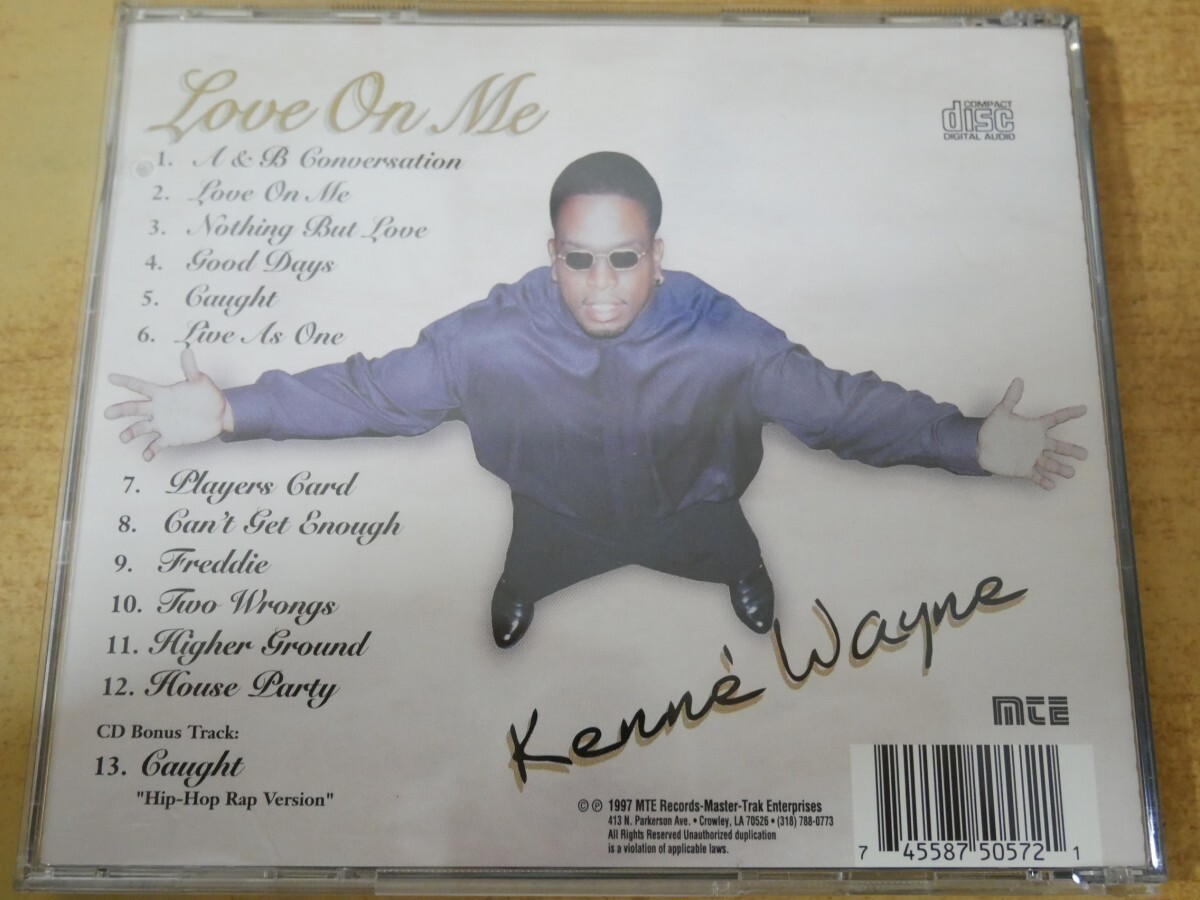 Love On Me
COMPACT
disc
DIGITAL AUDIO
1. A & B Conversation
2. Love On Me
3. Nothing But Love
4. Good Days
5. Caught
6. Live As One
7. Players Card
8. Can't Get Enough
9. Freddie
10. Two Wrongs
11. Higher Ground
12. House Party
CD Bonus Track:
13. Caught
"Hip-Hop Rap Version"
Kenné Wayne
MTE
© ℗ 1997 MTE Records-Master-Trak Enterprises
413 N. Parkerson Ave. • Crowley, LA 70526 • (318) 788-0773
All Rights Reserved Unauthorized duplication
is a violation of applicable laws.
7 45587 50572 1